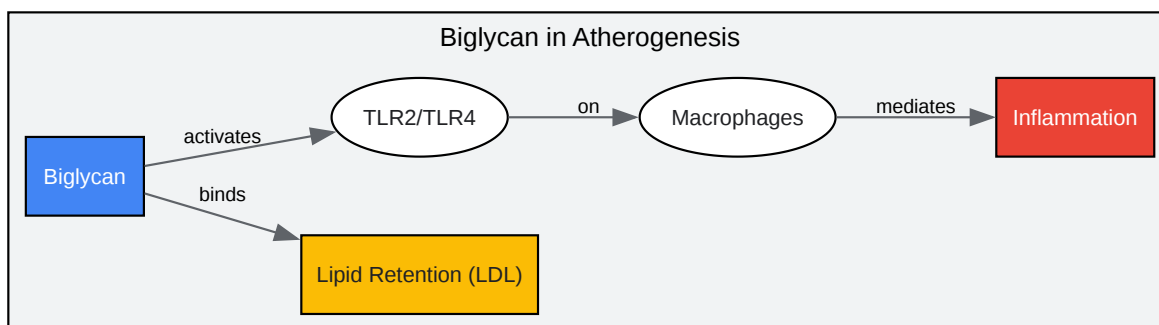 Biglycan in Atherogenesis
Biglycan
activates
TLR2/TLR4
on
Macrophages
mediates
Inflammation
binds
Lipid Retention (LDL)